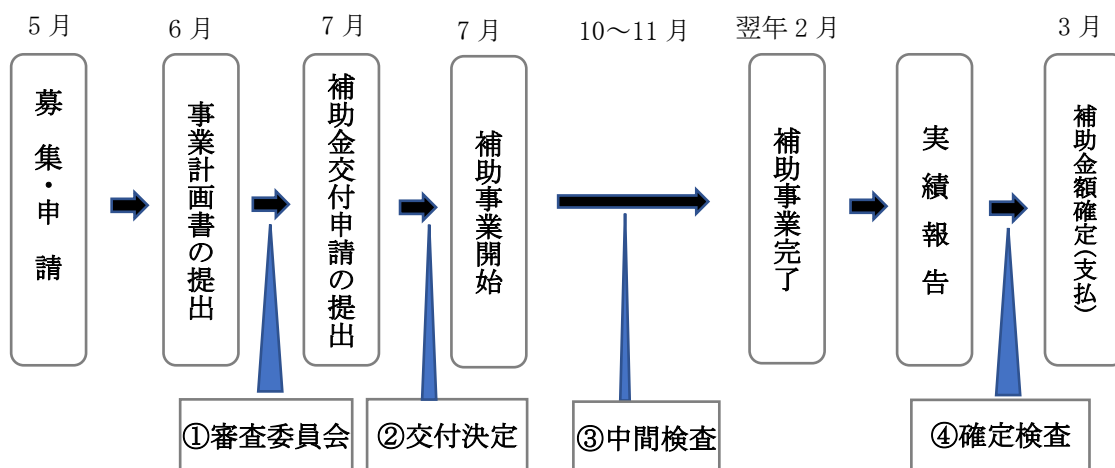 5月
6月
7月
7月
10～11月
翌年2月
3月
募集・申請
事業計画書の提出
補助金交付申請の提出
補助事業開始
補助事業完了
実績報告
補助金額確定(支払)
①審査委員会
②交付決定
③中間検査
④確定検査